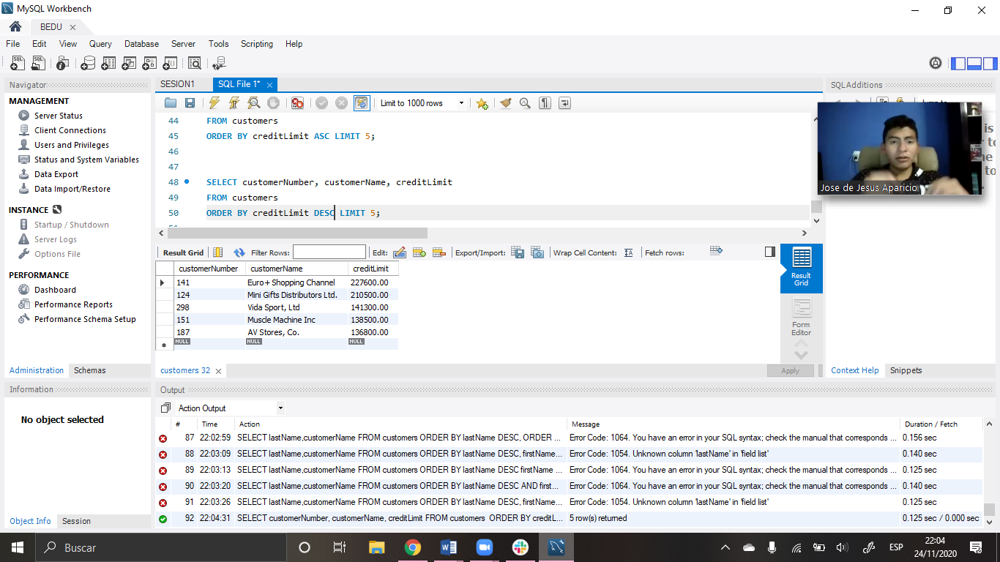 MySQL Workbench
BEDU
File Edit View Query Database Server Tools Scripting Help
Navigator
MANAGEMENT
Server Status
Client Connections
Users and Privileges
Status and System Variables
Data Export
Data Import/Restore
INSTANCE
Startup / Shutdown
Server Logs
Options File
PERFORMANCE
Dashboard
Performance Reports
Performance Schema Setup
Administration Schemas
Information
No object selected
Object Info Session
SESION1 SQL File 1*
Limit to 1000 rows
44 FROM customers
45 ORDER BY creditLimit ASC LIMIT 5;
46
47
48 SELECT customerNumber, customerName, creditLimit
49 FROM customers
50 ORDER BY creditLimit DESC LIMIT 5;
Result Grid Filter Rows: Edit: Export/Import: Wrap Cell Content: Fetch rows:
customerNumber customerName creditLimit
141 Euro+ Shopping Channel 227600.00
124 Mini Gifts Distributors Ltd. 210500.00
298 Vida Sport, Ltd 141300.00
151 Muscle Machine Inc 138500.00
187 AV Stores, Co. 136800.00
NULL NULL NULL
Result
Grid
Form
Editor
customers 32
Apply
SQLAdditions
Jose de Jesus Aparicio
Context Help Snippets
Output
Action Output
# Time Action Message Duration / Fetch
87 22:02:59 SELECT lastName,customerName FROM customers ORDER BY lastName DESC, ORDER ... Error Code: 1064. You have an error in your SQL syntax; check the manual that corresponds ... 0.156 sec
88 22:03:09 SELECT lastName,customerName FROM customers ORDER BY lastName DESC, firstName... Error Code: 1054. Unknown column 'lastName' in 'field list' 0.140 sec
89 22:03:13 SELECT lastName,customerName FROM customers ORDER BY lastName DESC firstName ... Error Code: 1064. You have an error in your SQL syntax; check the manual that corresponds ... 0.125 sec
90 22:03:20 SELECT lastName,customerName FROM customers ORDER BY lastName DESC AND first... Error Code: 1064. You have an error in your SQL syntax; check the manual that corresponds ... 0.140 sec
91 22:03:26 SELECT lastName,customerName FROM customers ORDER BY lastName DESC, firstName... Error Code: 1054. Unknown column 'lastName' in 'field list' 0.125 sec
92 22:04:31 SELECT customerNumber, customerName, creditLimit FROM customers ORDER BY creditL... 5 row(s) returned 0.125 sec / 0.000 sec
Buscar
ESP
22:04
24/11/2020